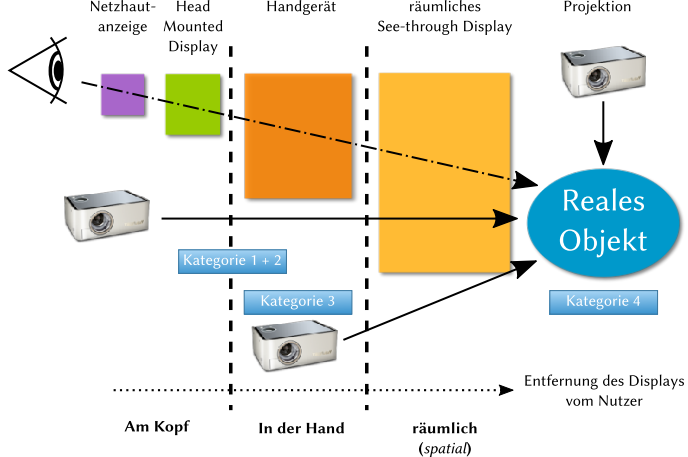 Netzhaut-
anzeige
Head
Mounted
Display
Handgerät
räumliches
See-through Display
Projektion
Reales
Objekt
Kategorie 1 + 2
Kategorie 3
Kategorie 4
Entfernung des Displays
vom Nutzer
Am Kopf
In der Hand
räumlich
(spatial)